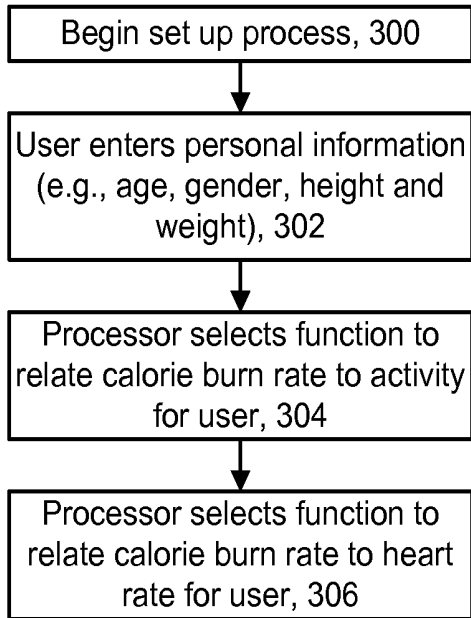 Begin set up process, 300
User enters personal information
(e.g., age, gender, height and
weight), 302
Processor selects function to
relate calorie burn rate to activity
for user, 304
Processor selects function to
relate calorie burn rate to heart
rate for user, 306